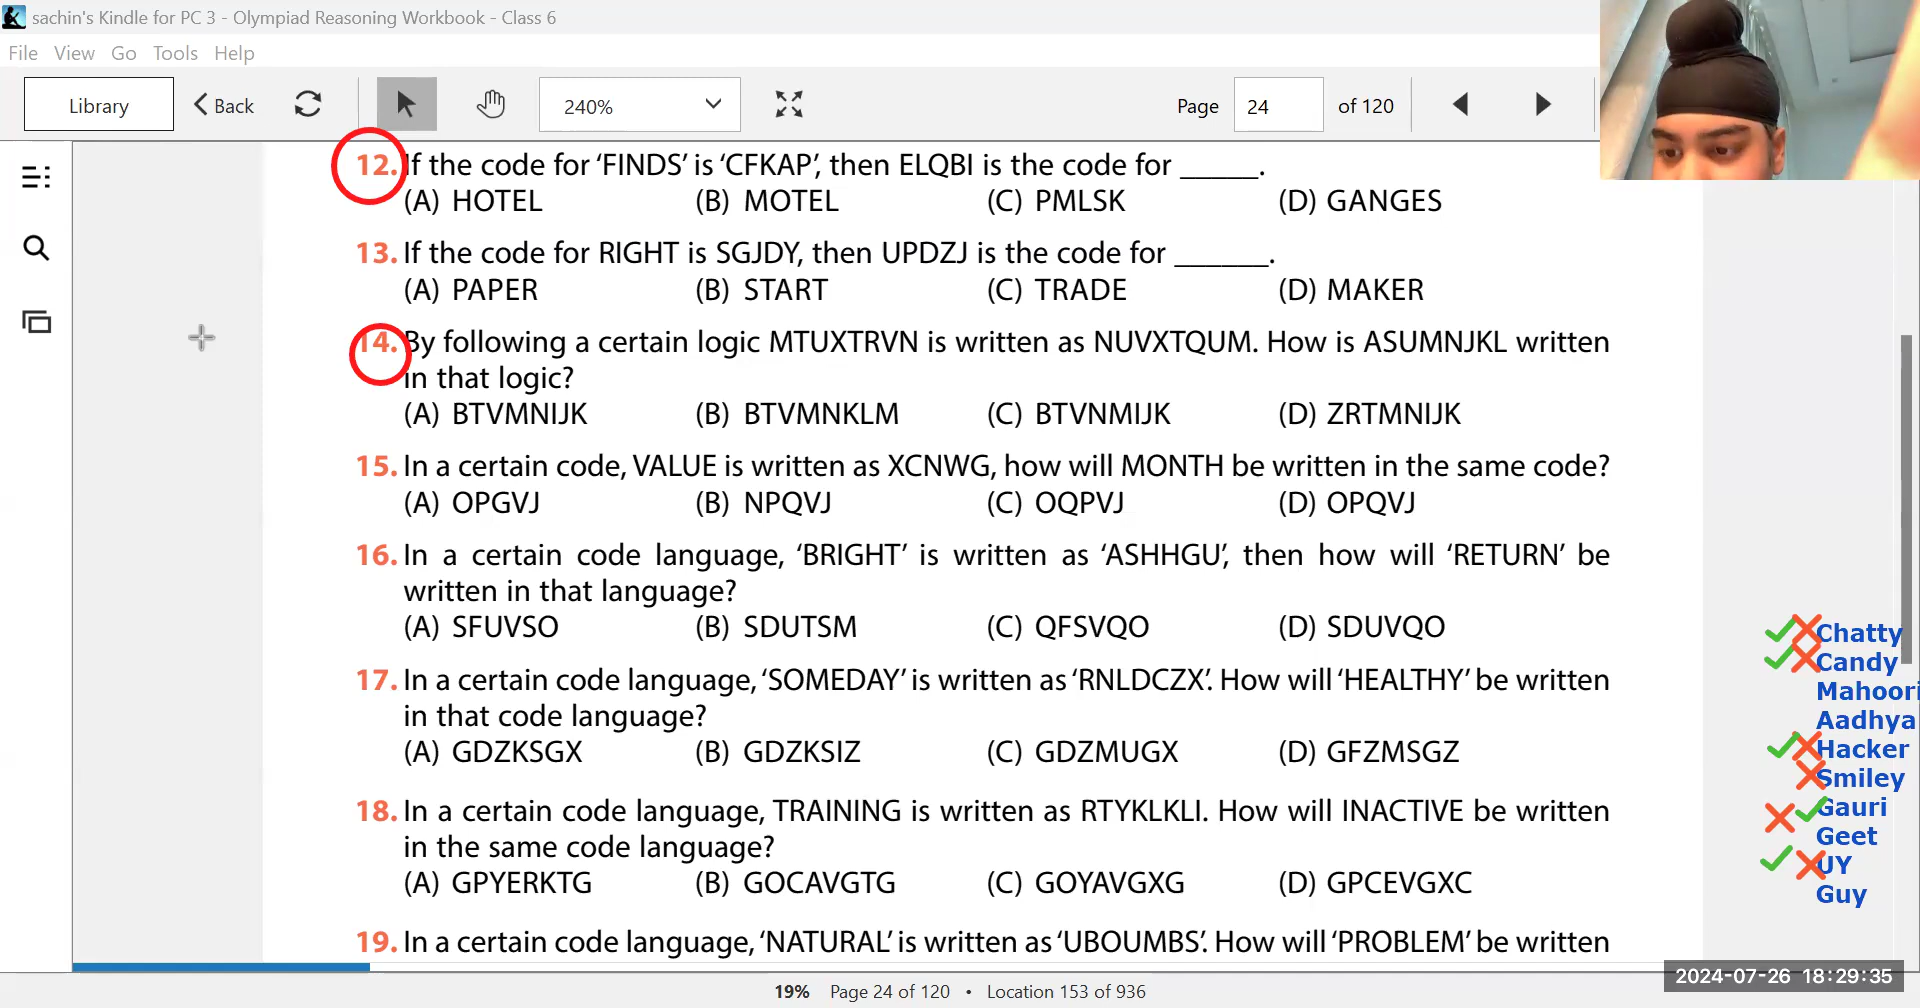 sachin's Kindle for PC 3 - Olympiad Reasoning Workbook - Class 6
File View Go Tools Help
Library Back 240% Page 24 of 120
12. If the code for ‘FINDS’ is ‘CFKAP’, then ELQBI is the code for _____.
(A) HOTEL (B) MOTEL (C) PMLSK (D) GANGES
13. If the code for RIGHT is SGJDY, then UPDZJ is the code for ______.
(A) PAPER (B) START (C) TRADE (D) MAKER
14. By following a certain logic MTUXTRVN is written as NUVXTQUM. How is ASUMNJKL written
in that logic?
(A) BTVMNIJK (B) BTVMNKLM (C) BTVNMIJK (D) ZRTMNIJK
15. In a certain code, VALUE is written as XCNWG, how will MONTH be written in the same code?
(A) OPGVJ (B) NPQVJ (C) OQPVJ (D) OPQVJ
16. In a certain code language, ‘BRIGHT’ is written as ‘ASHHGU’, then how will ‘RETURN’ be
written in that language?
(A) SFUVSO (B) SDUTSM (C) QFSVQO (D) SDUVQO
17. In a certain code language, ‘SOMEDAY’ is written as ‘RNLDCZX’. How will ‘HEALTHY’ be written
in that code language?
(A) GDZKSGX (B) GDZKSIZ (C) GDZMUGX (D) GFZMSGZ
18. In a certain code language, TRAINING is written as RTYKLKLI. How will INACTIVE be written
in the same code language?
(A) GPYERKTG (B) GOCAVGTG (C) GOYAVGXG (D) GPCEVGXC
19. In a certain code language, ‘NATURAL’ is written as ‘UBOUMBS’. How will ‘PROBLEM’ be written
Chatty
Candy
Mahoori
Aadhya
Hacker
Smiley
Gauri
Geet
UY
Guy
2024-07-26 18:29:35
19% Page 24 of 120 • Location 153 of 936